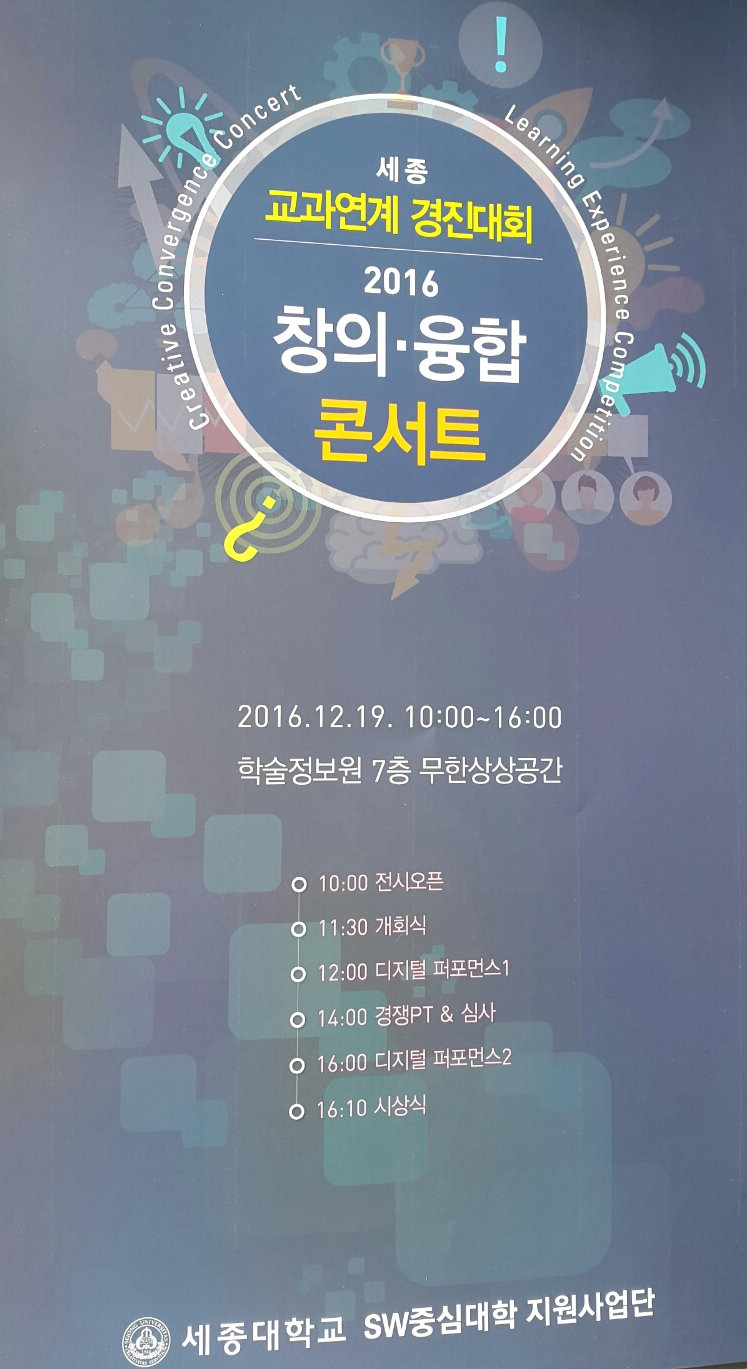 Creative Convergence Concert
Learning Experience Competition
세종
교과연계 경진대회
2016
창의·융합
콘서트
2016.12.19. 10:00~16:00
학술정보원 7층 무한상상공간
10:00 전시오픈
11:30 개회식
12:00 디지털 퍼포먼스1
14:00 경쟁PT & 심사
16:00 디지털 퍼포먼스2
16:10 시상식
세종대학교 SW중심대학 지원사업단